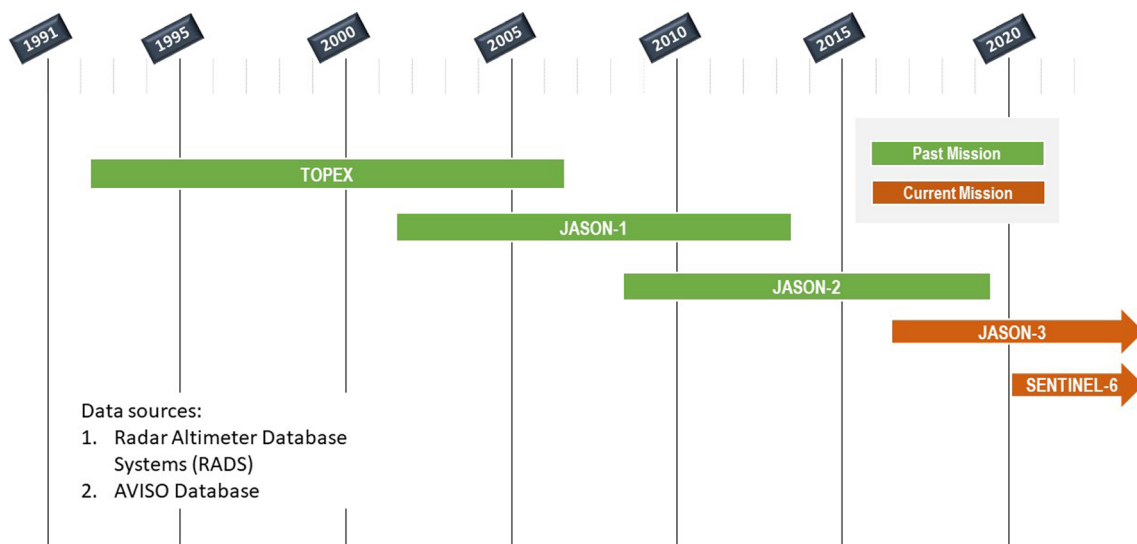 1991
1995
2000
2005
2010
2015
2020
Past Mission
TOPEX
Current Mission
JASON-1
JASON-2
JASON-3
SENTINEL-6
Data sources:
1. Radar Altimeter Database
Systems (RADS)
2. AVISO Database